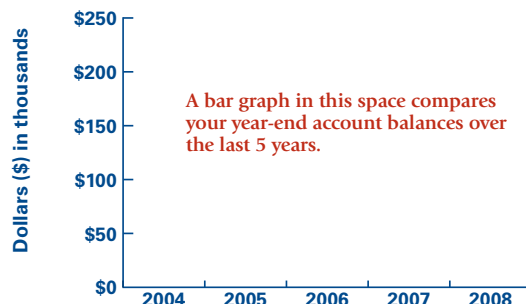 Dollars ($) in thousands
$250
$200
$150
$100
$50
$0
A bar graph in this space compares
your year-end account balances over
the last 5 years.
2004 2005 2006 2007 2008